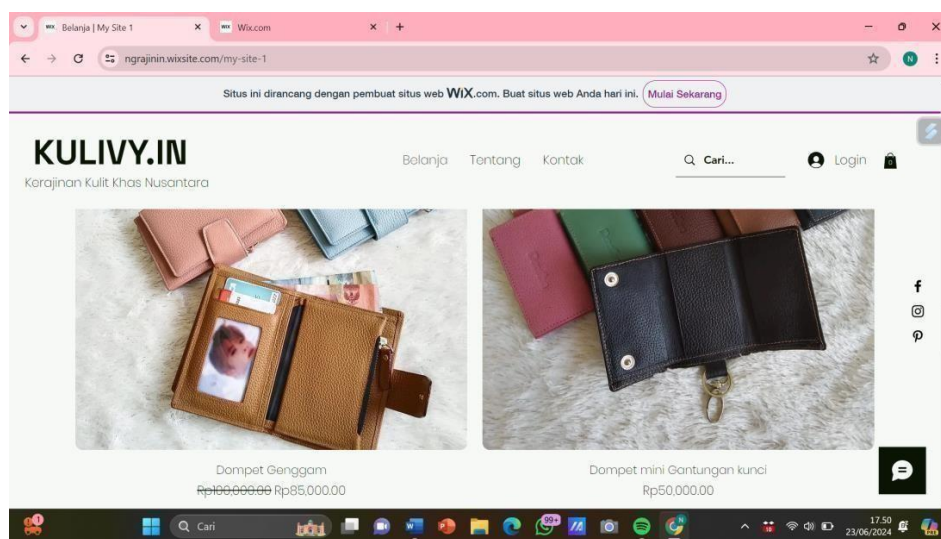 Belanja | My Site 1
WIX Wix.com
ngrajinin.wixsite.com/my-site-1
N
Situs ini dirancang dengan pembuat situs web WiX.com. Buat situs web Anda hari ini. Mulai Sekarang
KULIVY.IN
Kerajinan Kulit Khas Nusantara
Belanja Tentang Kontak Cari... Login 0
Dompet Genggam
Rp100,000.00 Rp85,000.00
Dompet mini Gantungan kunci
Rp50,000.00
Cari
99+
17.50
23/06/2024